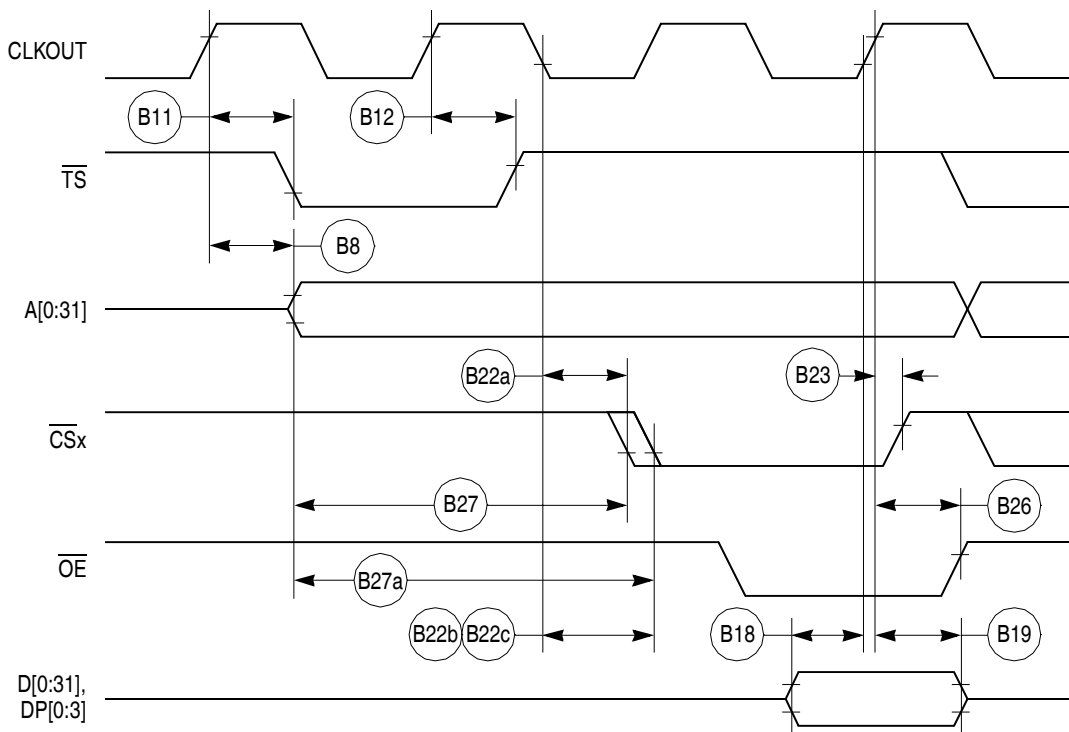 CLKOUT
B11
B12
TS
B8
A[0:31]
B22a
B23
CSx
B27
B26
OE
B27a
B22b B22c
B18
B19
D[0:31],
DP[0:3]